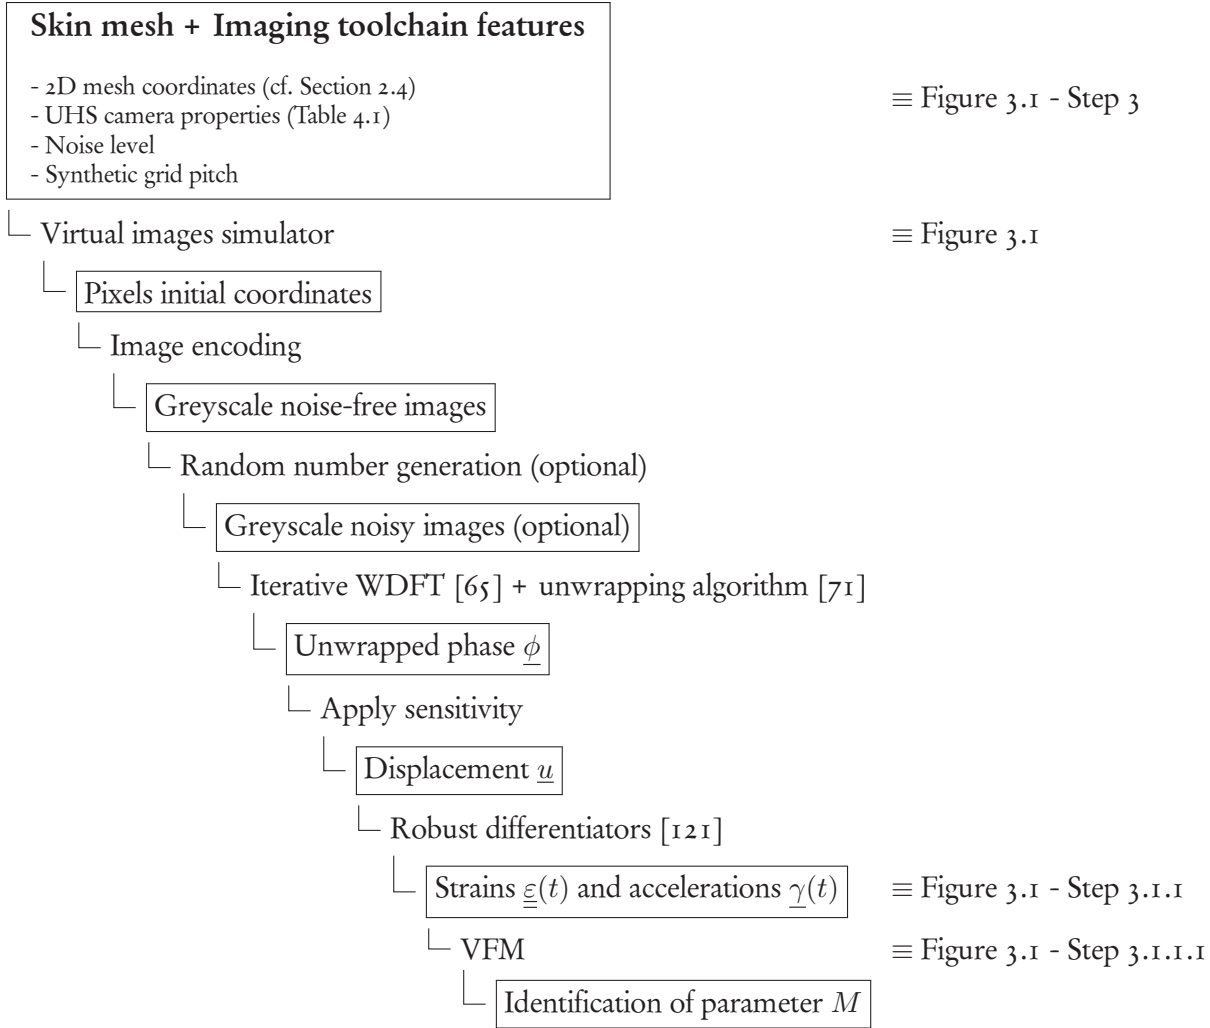 Skin mesh + Imaging toolchain features
- 2D mesh coordinates (cf. Section 2.4)
- UHS camera properties (Table 4.1)
- Noise level
- Synthetic grid pitch
≡ Figure 3.1 - Step 3
Virtual images simulator
≡ Figure 3.1
Pixels initial coordinates
Image encoding
Greyscale noise-free images
Random number generation (optional)
Greyscale noisy images (optional)
Iterative WDFT [65] + unwrapping algorithm [71]
Unwrapped phase ϕ
Apply sensitivity
Displacement u
Robust differentiators [121]
Strains ε(t) and accelerations γ(t)
≡ Figure 3.1 - Step 3.1.1
VFM
≡ Figure 3.1 - Step 3.1.1.1
Identification of parameter M